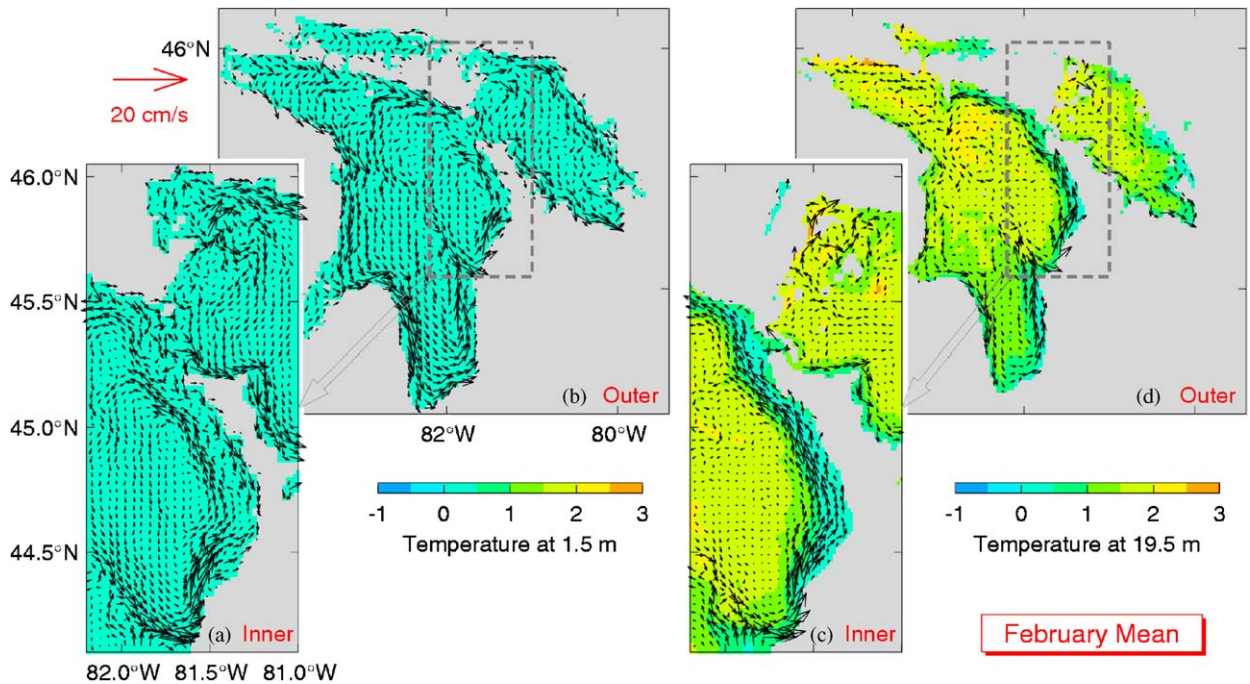 46°N
20 cm/s
46.0°N
45.5°N
45.0°N
44.5°N
82.0°W 81.5°W 81.0°W
(a) Inner
(b) Outer
82°W 80°W
-1 0 1 2 3
Temperature at 1.5 m
(c) Inner
(d) Outer
-1 0 1 2 3
Temperature at 19.5 m
February Mean